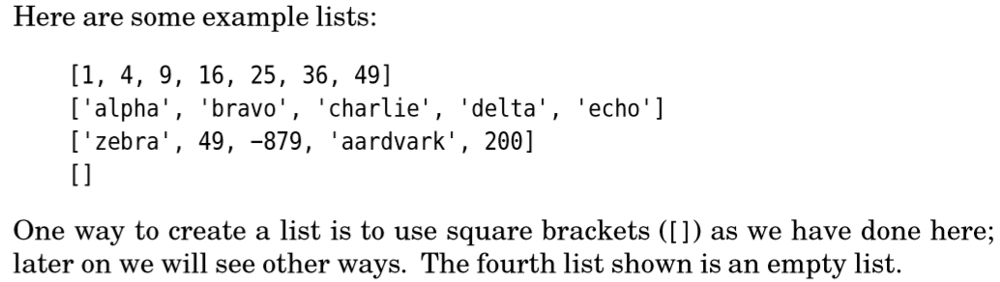 Here are some example lists:
[1, 4, 9, 16, 25, 36, 49]
['alpha', 'bravo', 'charlie', 'delta', 'echo']
['zebra', 49, −879, 'aardvark', 200]
[]
One way to create a list is to use square brackets ([]) as we have done here;
later on we will see other ways. The fourth list shown is an empty list.